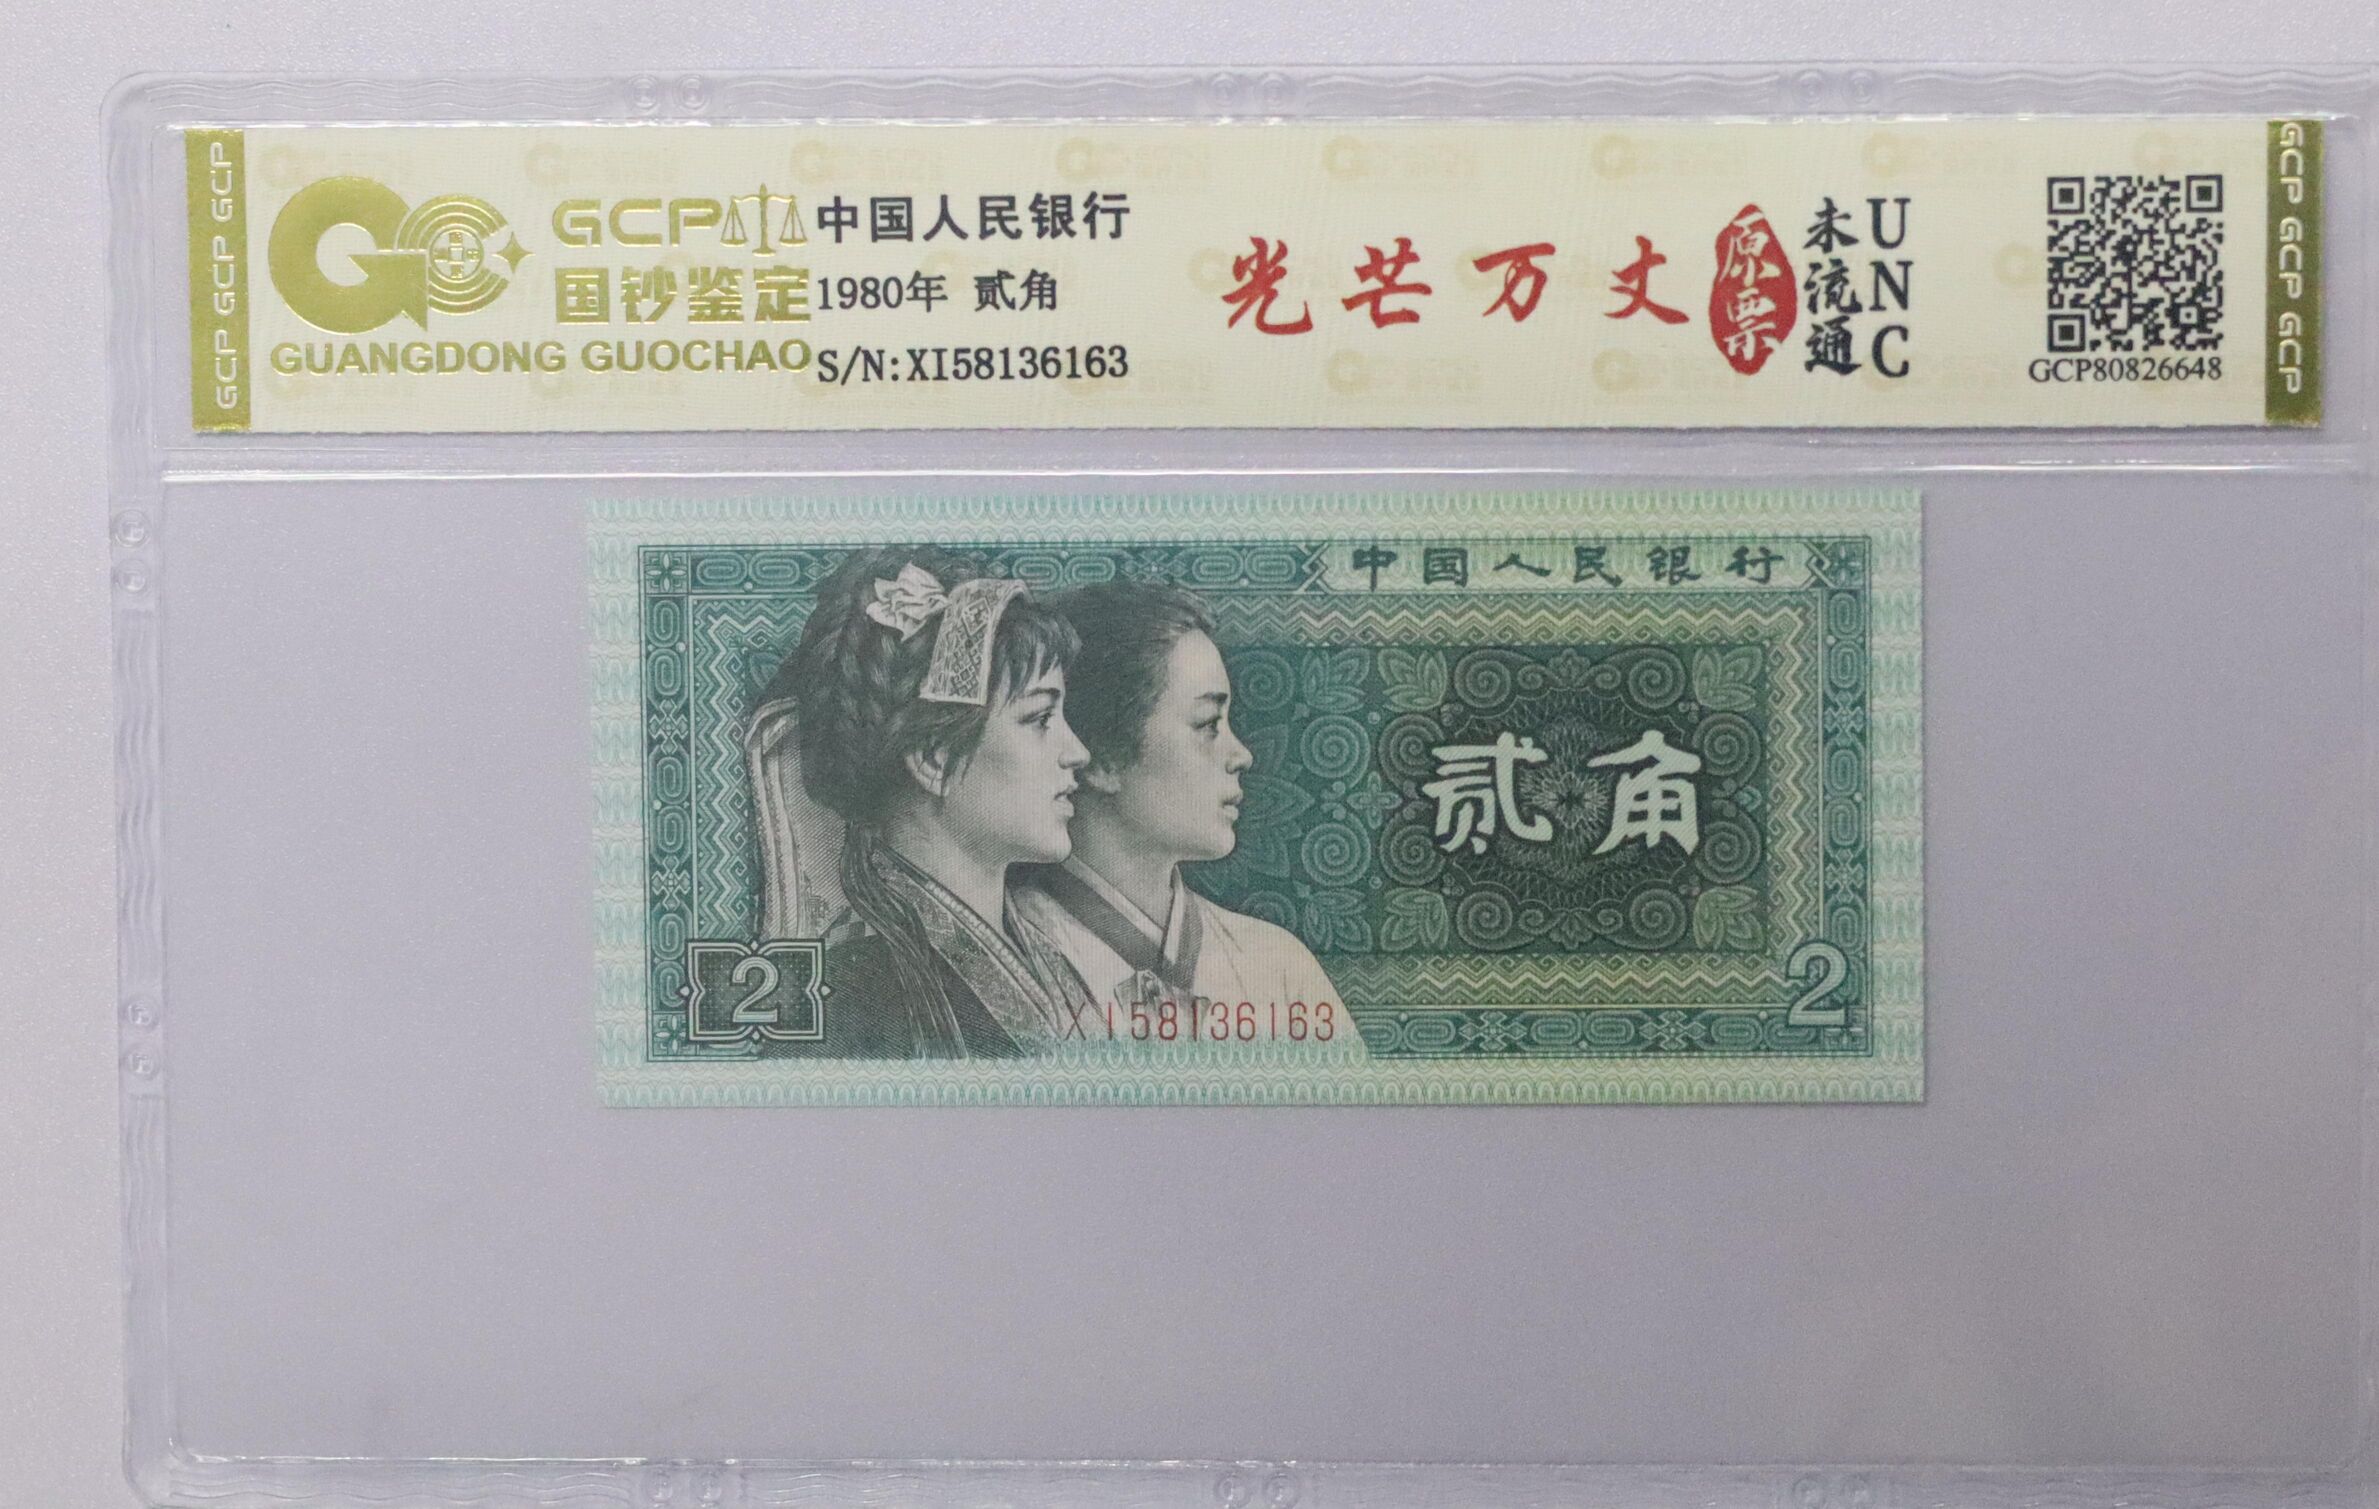 GCP GCP GCP
GCP
国钞鉴定
GUANGDONG GUOCHAO
中国人民银行
1980年 贰角
S/N:XI58136163
光芒万丈
原票
未流通
UNC
GCP80826648
GCP GCP GCP
中国人民银行
贰角
2
2
XI58136163